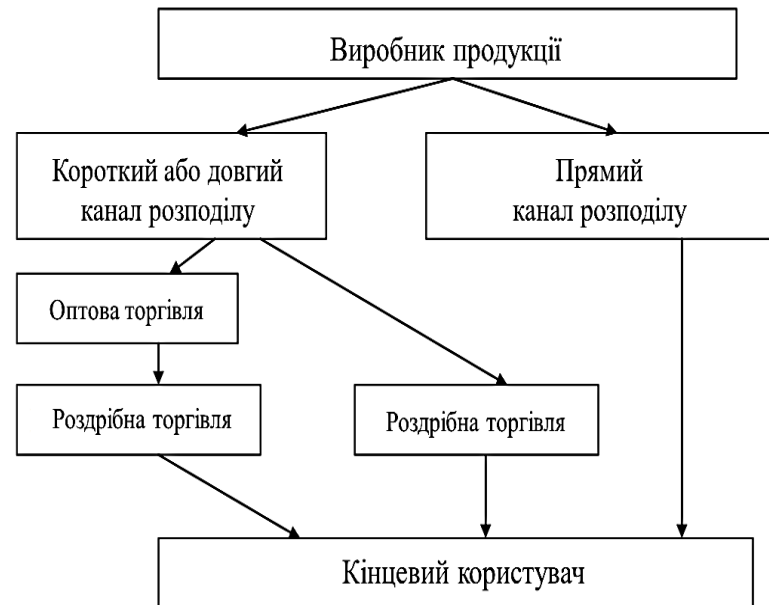 Виробник продукції
Короткий або довгий
канал розподілу
Прямий
канал розподілу
Оптова торгівля
Роздрібна торгівля
Роздрібна торгівля
Кінцевий користувач